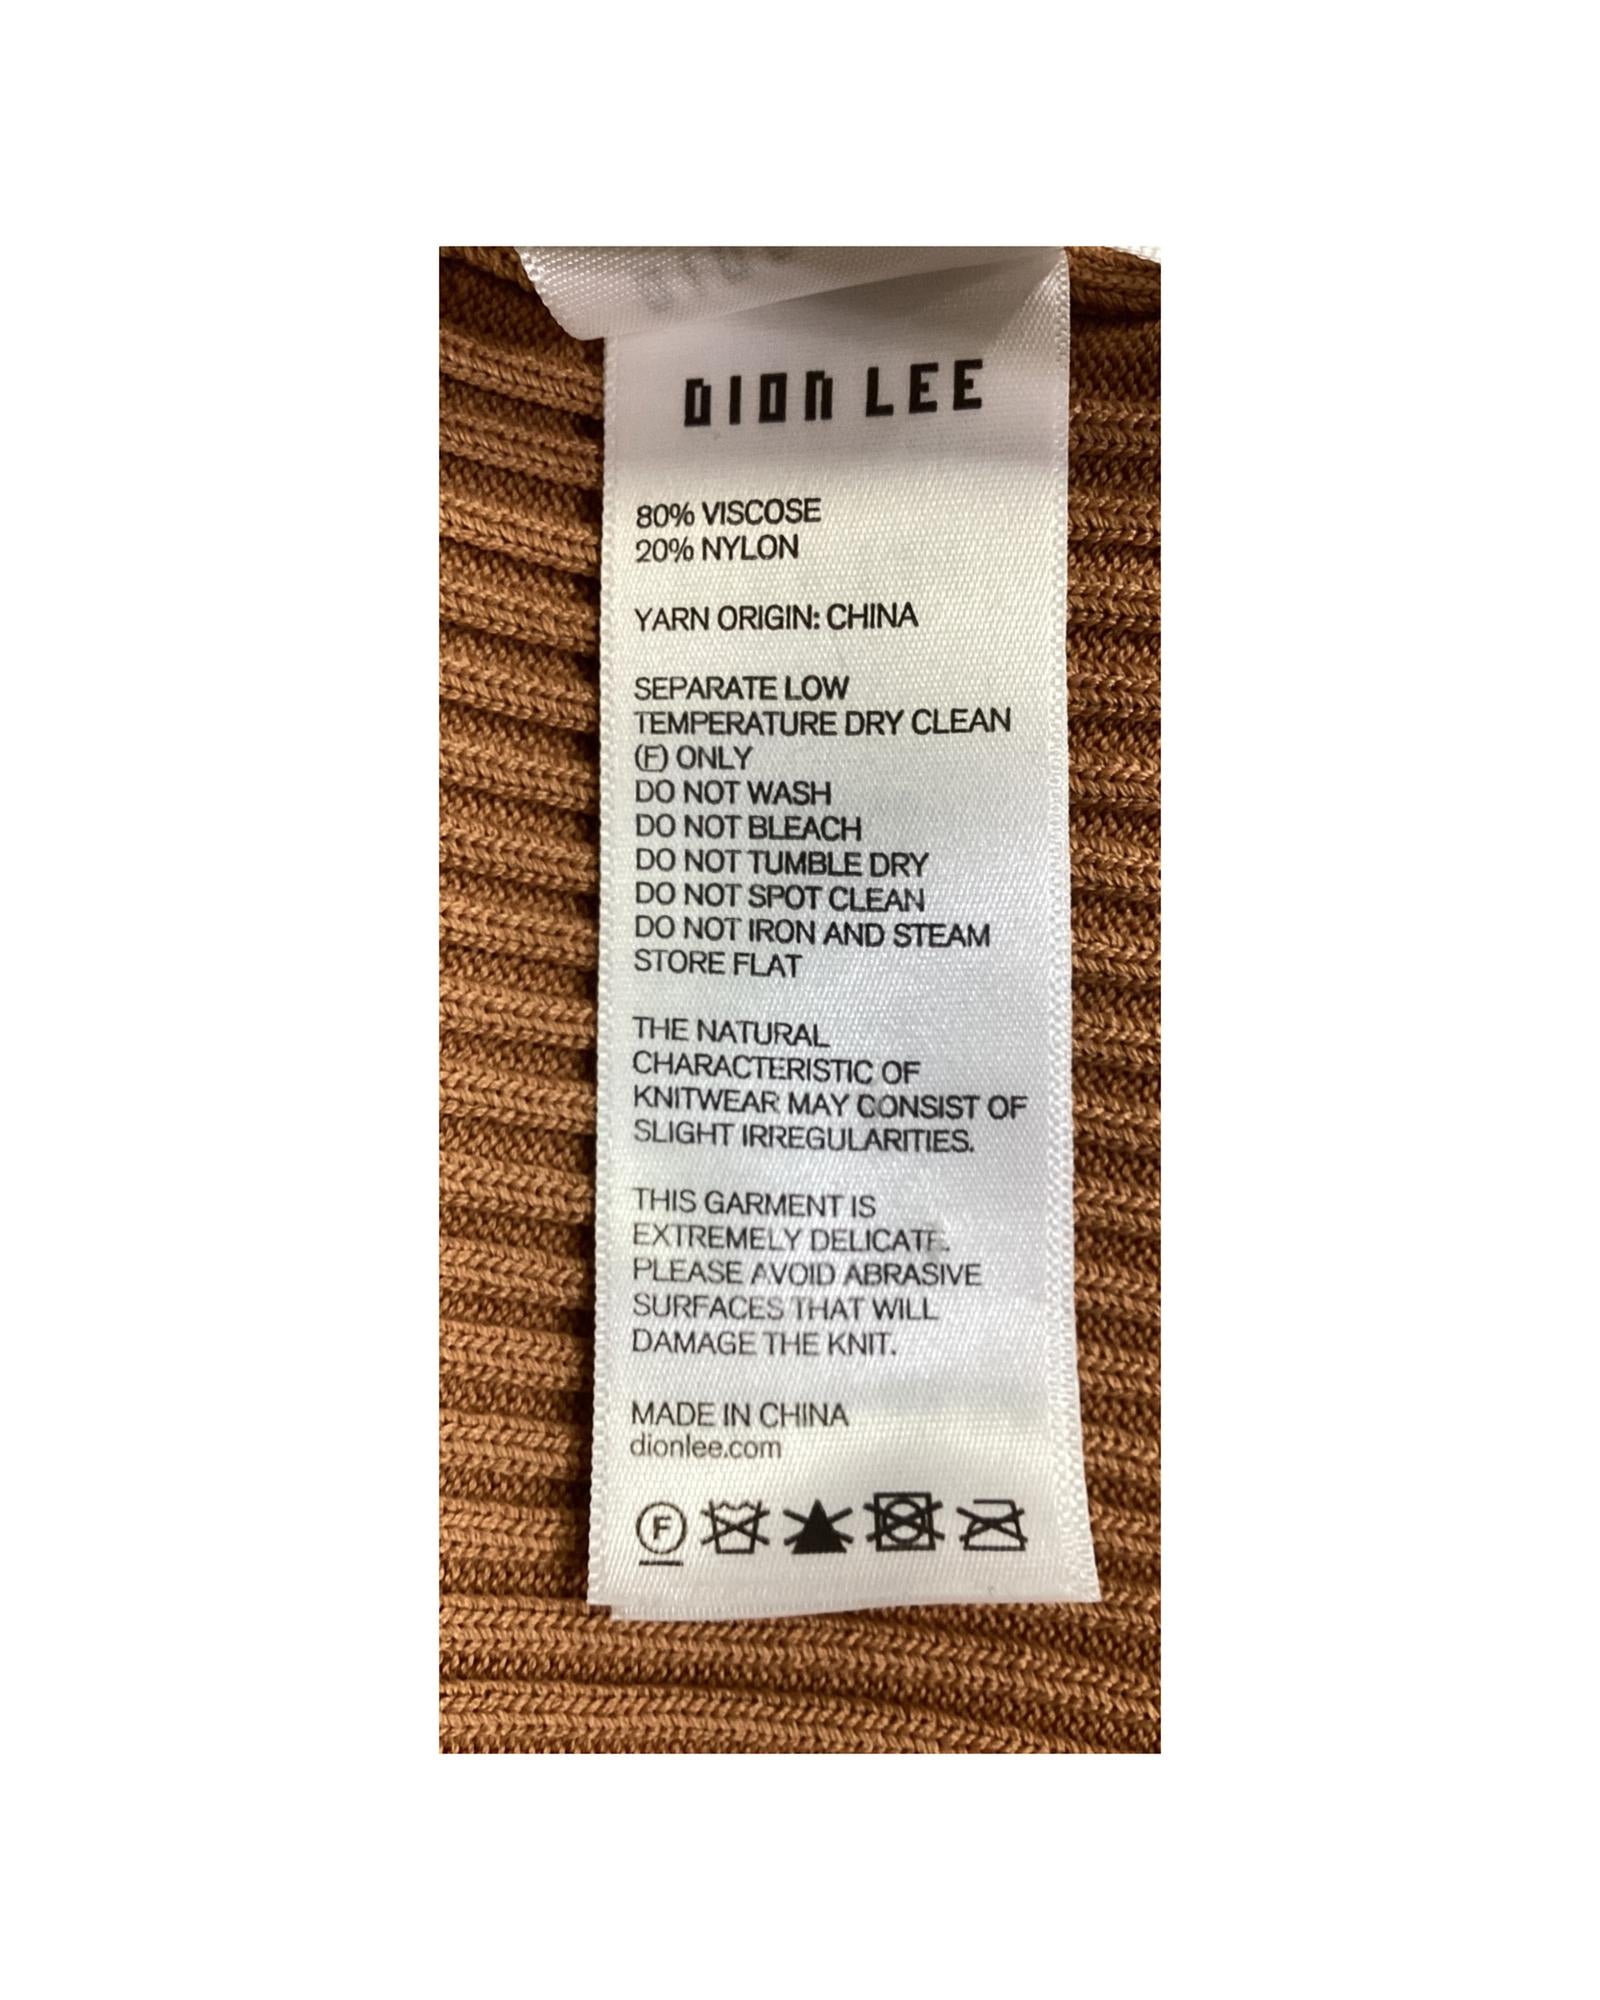 DION LEE
80% VISCOSE
20% NYLON
YARN ORIGIN: CHINA
SEPARATE LOW
TEMPERATURE DRY CLEAN
(F) ONLY
DO NOT WASH
DO NOT BLEACH
DO NOT TUMBLE DRY
DO NOT SPOT CLEAN
DO NOT IRON AND STEAM
STORE FLAT
THE NATURAL
CHARACTERISTIC OF
KNITWEAR MAY CONSIST OF
SLIGHT IRREGULARITIES.
THIS GARMENT IS
EXTREMELY DELICATE.
PLEASE AVOID ABRASIVE
SURFACES THAT WILL
DAMAGE THE KNIT.
MADE IN CHINA
dionlee.com
F